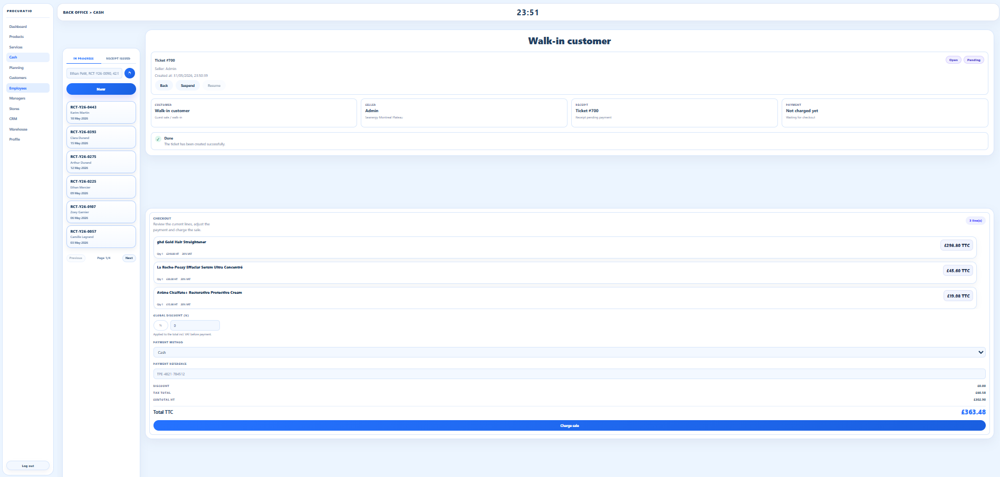 PROCURATIO
Dashboard
Products
Services
Cash
Planning
Customers
Employees
Managers
Stores
CRM
Warehouse
Profile
Log out
BACK OFFICE > CASH
23:51
IN PROGRESS
RECEIPT ISSUED
Ethan Petit, RCT-Y26-0090, 42.5
New
RCT-Y26-0443
Karim Martin
18 May 2026
RCT-Y26-0393
Clara Durand
15 May 2026
RCT-Y26-0275
Arthur Durand
12 May 2026
RCT-Y26-0225
Ethan Mercier
09 May 2026
RCT-Y26-0107
Zoey Garnier
06 May 2026
RCT-Y26-0057
Camille Legrand
03 May 2026
Previous
Page 1/4
Next
Walk-in customer
Ticket #700
Open
Pending
Seller: Admin
Created at: 31/05/2026, 23:50:39
Back
Suspend
Resume
CUSTOMER
Walk-in customer
Guest sale / walk-in
SELLER
Admin
Seanergy Montreal Plateau
RECEIPT
Ticket #700
Receipt pending payment
PAYMENT
Not charged yet
Waiting for checkout
✓
Done
The ticket has been created successfully.
CHECKOUT
3 line(s)
Review the current lines, adjust the
payment and charge the sale.
ghd Gold Hair Straightener
£298.80 TTC
Qty 1 £249.00 HT 20% VAT
La Roche-Posay Effaclar Serum Ultra Concentré
£45.60 TTC
Qty 1 £38.00 HT 20% VAT
Avène Cicalfate+ Restorative Protective Cream
£19.08 TTC
Qty 1 £15.90 HT 20% VAT
GLOBAL DISCOUNT (%)
%
0
Applied to the total incl. VAT before payment.
PAYMENT METHOD
Cash
PAYMENT REFERENCE
TPE-4821-784512
DISCOUNT £0.00
TAX TOTAL £60.58
SUBTOTAL HT £302.90
Total TTC £363.48
Charge sale